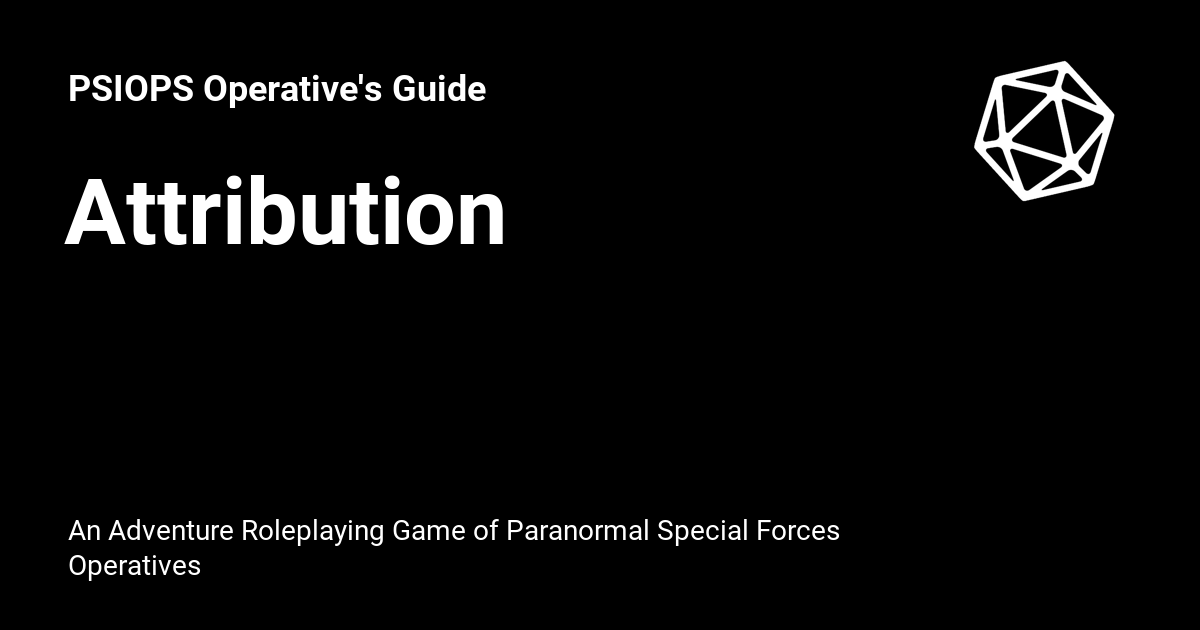 PSIOPS Operative's Guide
Attribution
An Adventure Roleplaying Game of Paranormal Special Forces
Operatives